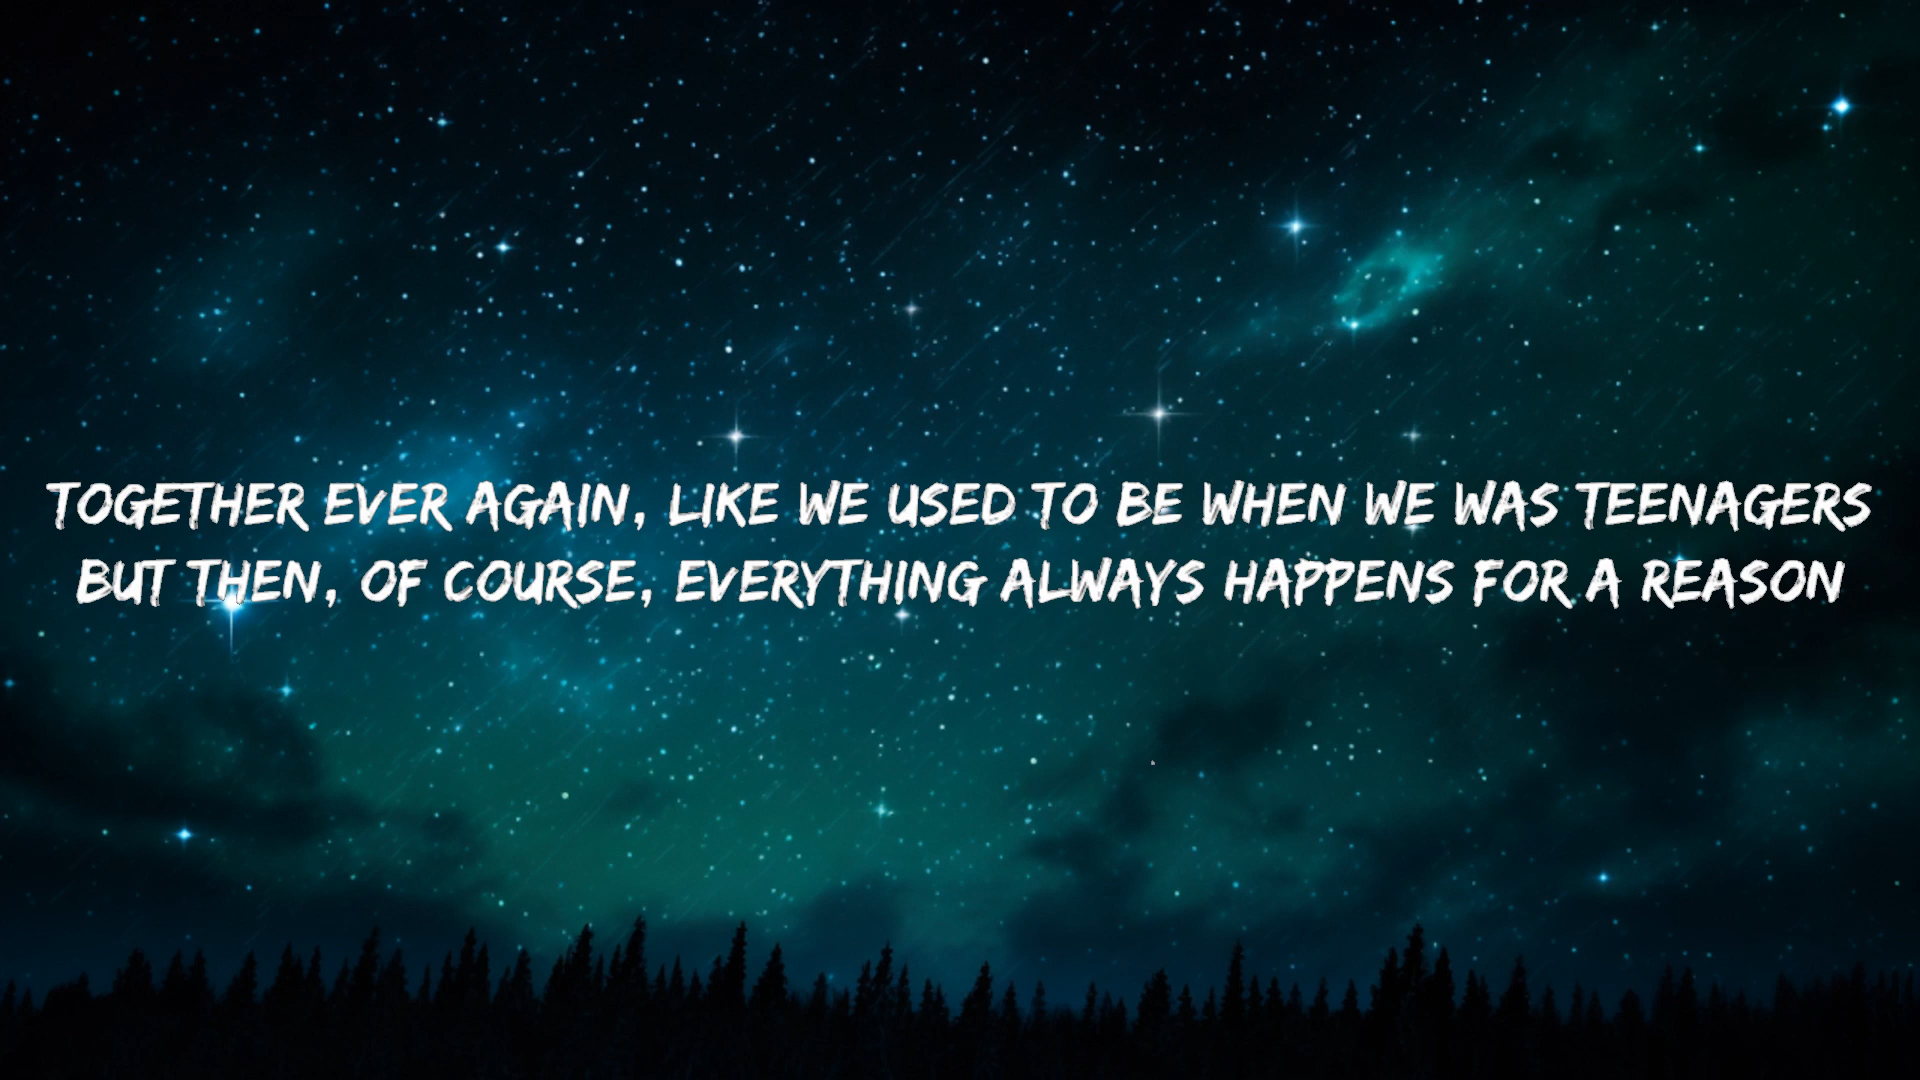 TOGETHER EVER AGAIN, LIKE WE USED TO BE WHEN WE WAS TEENAGERS
BUT THEN, OF COURSE, EVERYTHING ALWAYS HAPPENS FOR A REASON